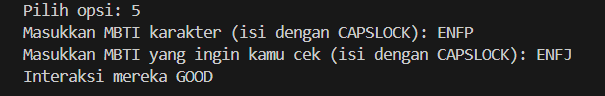 Pilih opsi: 5
Masukkan MBTI karakter (isi dengan CAPSLOCK): ENFP
Masukkan MBTI yang ingin kamu cek (isi dengan CAPSLOCK): ENFJ
Interaksi mereka GOOD